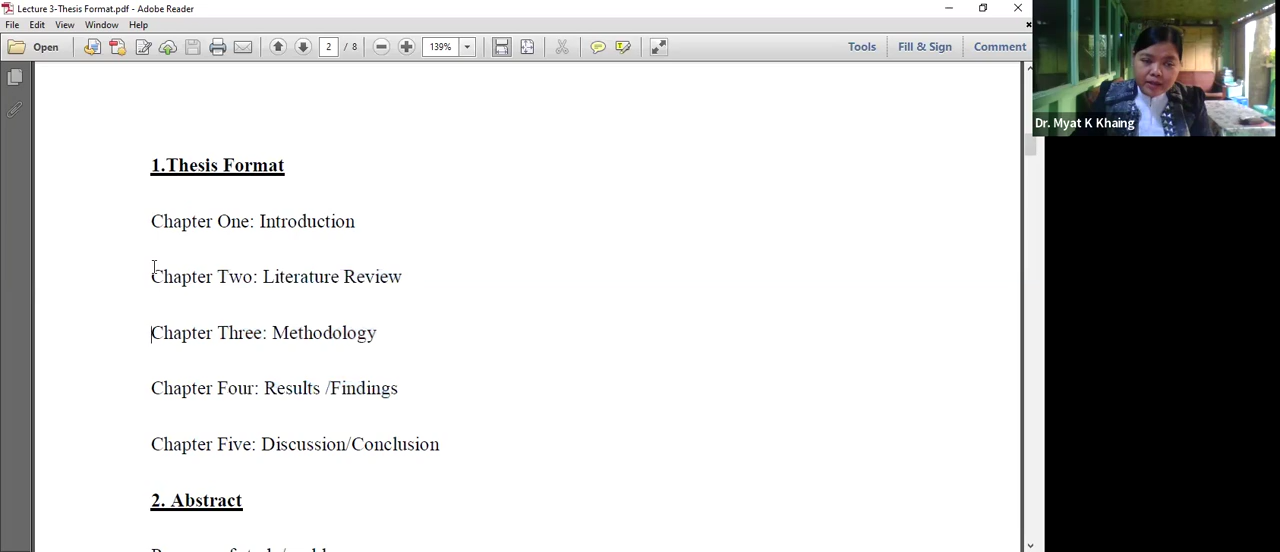 Lecture 3-Thesis Format.pdf - Adobe Reader
File Edit View Window Help
Open 2 / 8 139% Tools Fill & Sign Comment
Dr. Myat K Khaing
1.Thesis Format
Chapter One: Introduction
Chapter Two: Literature Review
Chapter Three: Methodology
Chapter Four: Results /Findings
Chapter Five: Discussion/Conclusion
2. Abstract